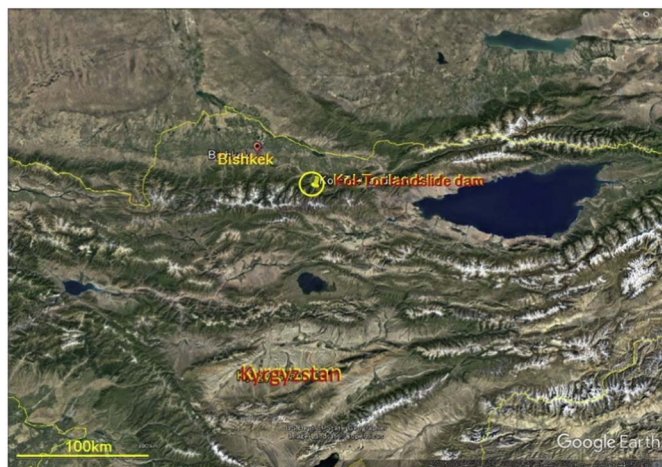 Bishkek
Kol-Tor landslide dam
Kyrgyzstan
100km
Google Earth